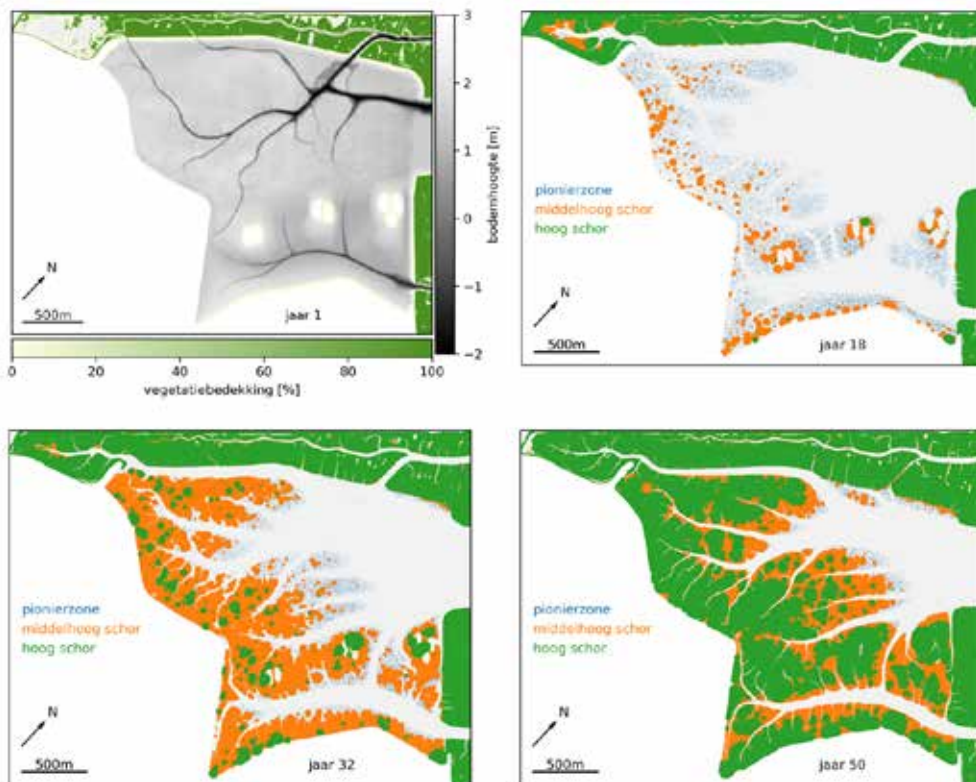 3
2
1
0
−1
−2
bodemhoogte [m]
N
500m
jaar 1
0
20
40
60
80
100
vegetatiebedekking [%]
pionierzone
middelhoog schor
hoog schor
N
500m
jaar 18
pionierzone
middelhoog schor
hoog schor
N
500m
jaar 32
pionierzone
middelhoog schor
hoog schor
N
500m
jaar 50